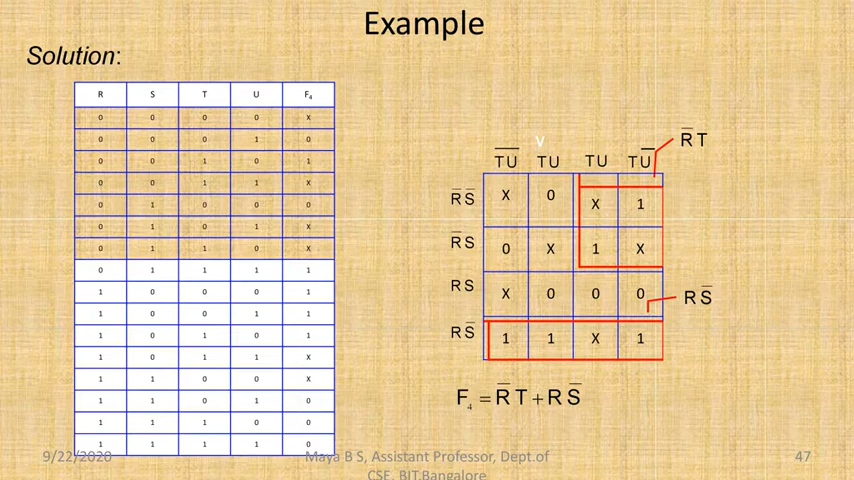 Example
Solution:
R S T U F₄
0 0 0 0 X
0 0 0 1 0
0 0 1 0 1
0 0 1 1 X
0 1 0 0 0
0 1 0 1 X
0 1 1 0 X
0 1 1 1 1
1 0 0 0 1
1 0 0 1 1
1 0 1 0 1
1 0 1 1 X
1 1 0 0 X
1 1 0 1 0
1 1 1 0 0
1 1 1 1 0
V
T̅U̅ T̅U TU TU̅
R̅T
R̅S̅ X 0 X 1
R̅S 0 X 1 X
RS X 0 0 0
RS̅
RS̅ 1 1 X 1
F₄ = R̅T + RS̅
9/22/2020
Maya B S, Assistant Professor, Dept.of
CSE, BIT,Bangalore
47